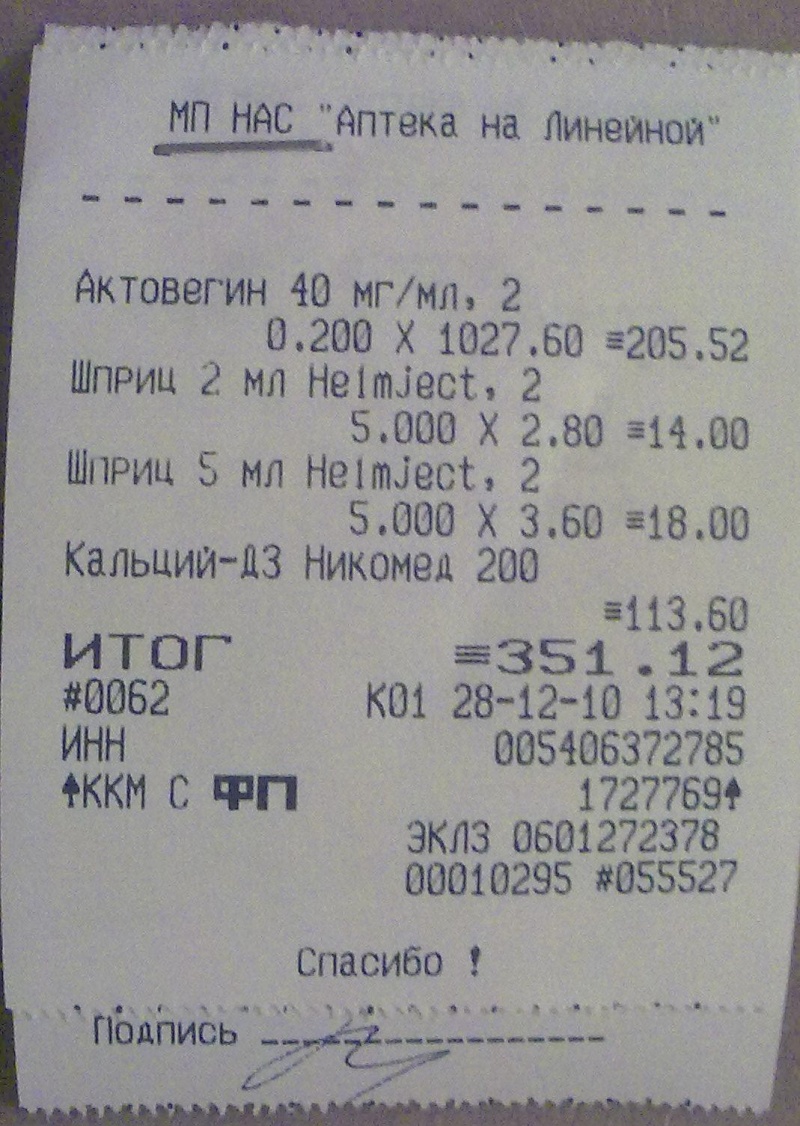 МП НАС "Аптека на Линейной"
Актовегин 40 мг/мл, 2
0.200 X 1027.60 ≡205.52
Шприц 2 мл Helmject, 2
5.000 X 2.80 ≡14.00
Шприц 5 мл Helmject, 2
5.000 X 3.60 ≡18.00
Кальций-Д3 Никомед 200
≡113.60
ИТОГ ≡351.12
#0062 К01 28-12-10 13:19
ИНН 005406372785
ККМ С ФП 1727769
ЭКЛЗ 0601272378
00010295 #055527
Спасибо !
Подпись